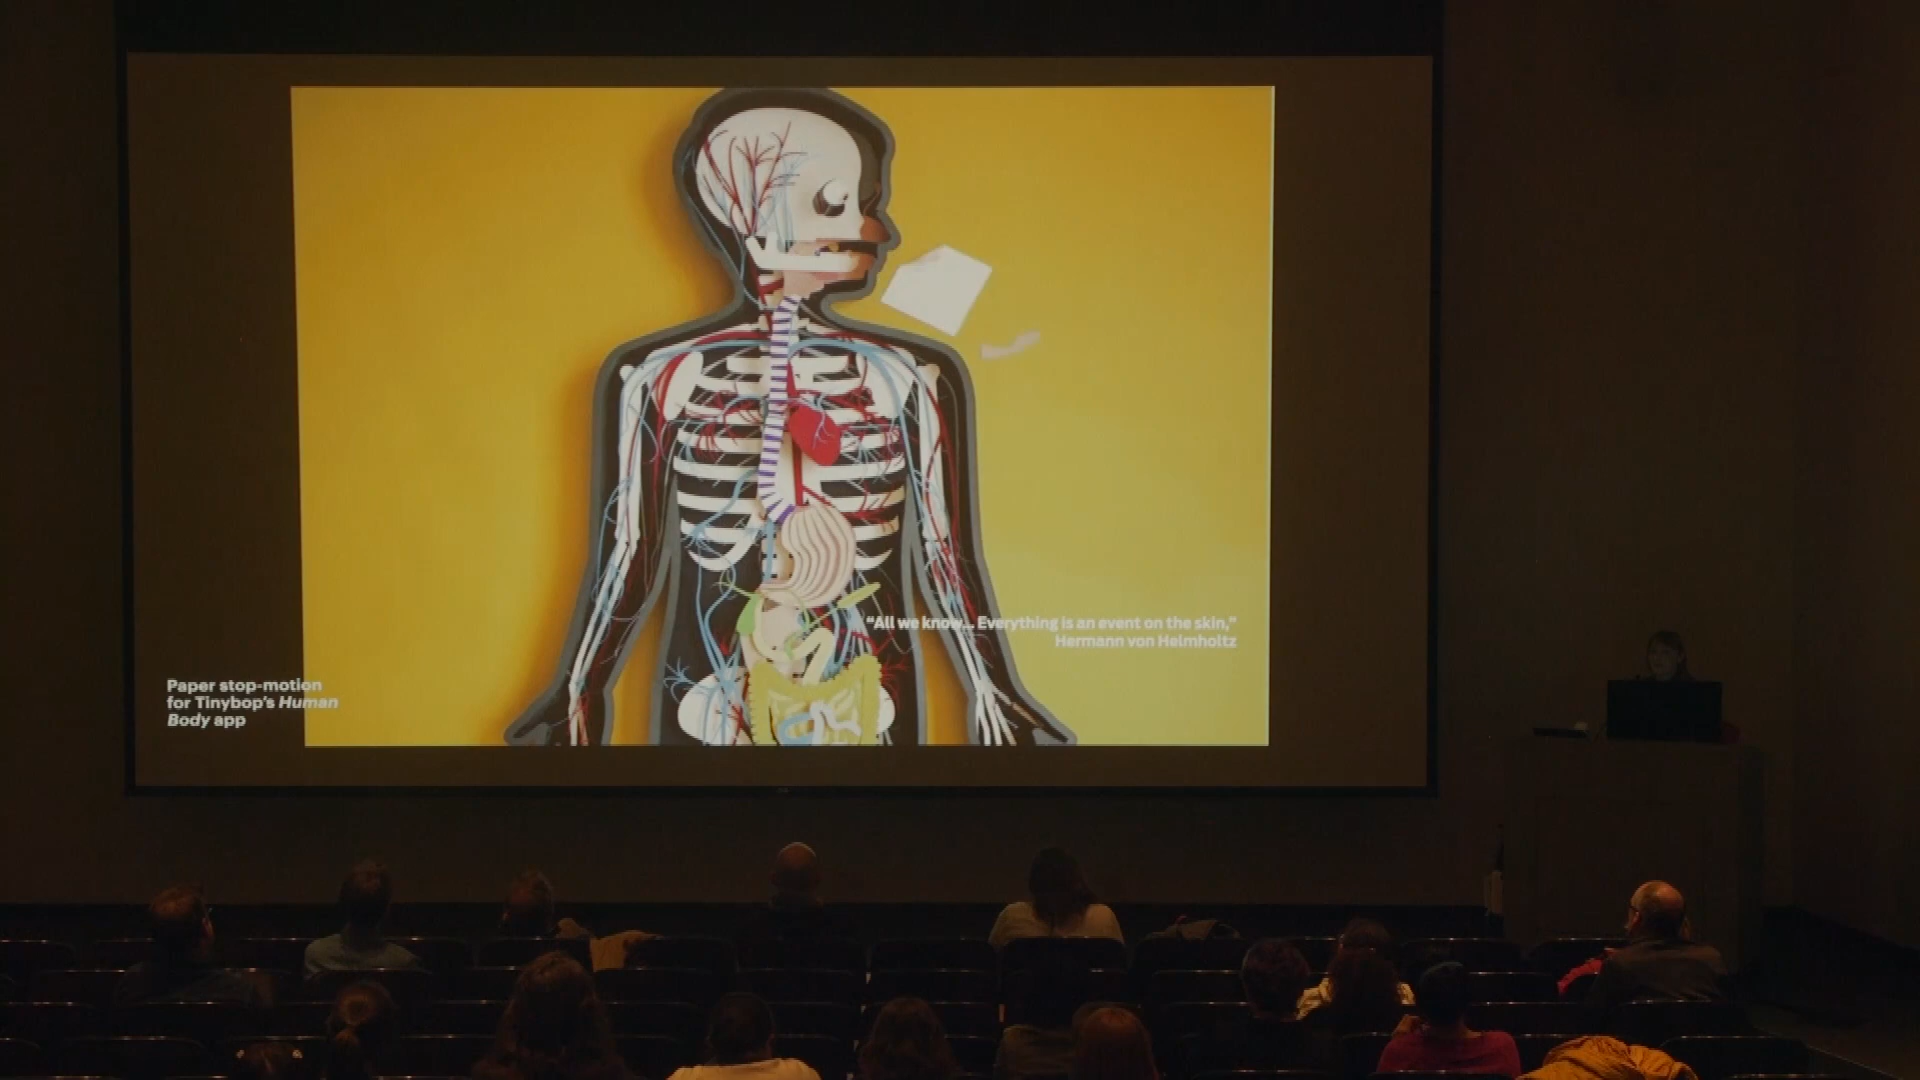 “All we know... Everything is an event on the skin,”
Hermann von Helmholtz
Paper stop-motion
for Tinybop’s Human
Body app